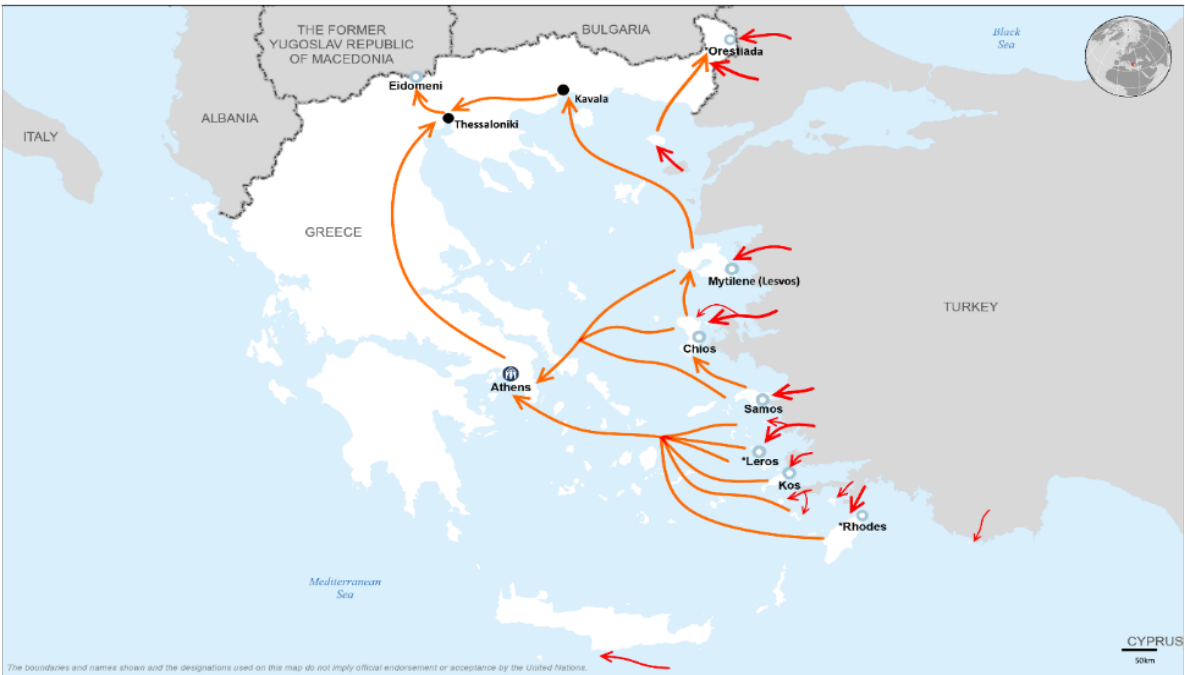 THE FORMER
YUGOSLAV REPUBLIC
OF MACEDONIA
BULGARIA
Black
Sea
*Orestiada
Eidomeni
Kavala
ALBANIA
Thessaloniki
ITALY
GREECE
Mytilene (Lesvos)
TURKEY
Chios
Athens
Samos
*Leros
Kos
*Rhodes
Mediterranean
Sea
CYPRUS
50km
The boundaries and names shown and the designations used on this map do not imply official endorsement or acceptance by the United Nations.